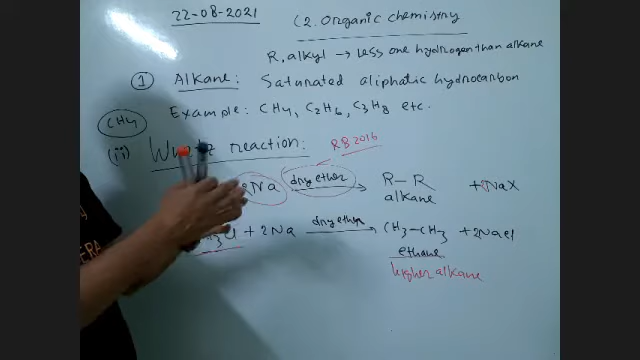 22-08-2021
(2. Organic chemistry
R, alkyl → Less one hydrogen than alkane
① Alkane: Saturated aliphatic hydrocarbon
CH4
Example: CH4, C2H6, C3H8 etc.
(ii) reaction: RB 2016
2Na dry ether → R-R + NaX
alkane
+ 2Na dry ether → CH3-CH3 + 2NaCl
ethane
higher alkane
ERA